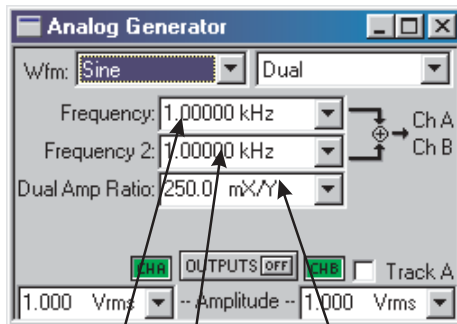 Analog Generator
Wfm: Sine Dual
Frequency: 1.00000 kHz
Ch A
Frequency 2: 1.00000 kHz
Ch B
Dual Amp Ratio: 250.0 mX/Y
CHA OUTPUTS OFF CHB Track A
1.000 Vrms -- Amplitude -- 1.000 Vrms